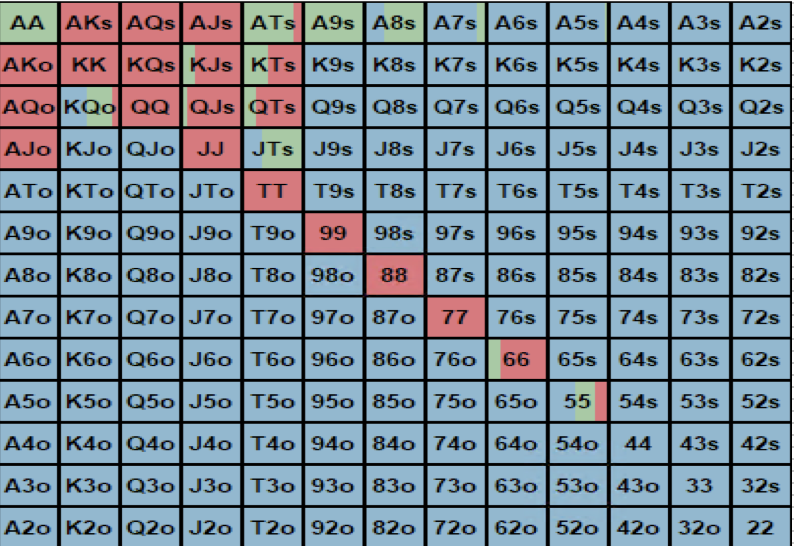 AA AKs AQs AJs ATs A9s A8s A7s A6s A5s A4s A3s A2s
AKo KK KQs KJs KTs K9s K8s K7s K6s K5s K4s K3s K2s
AQo KQo QQ QJs QTs Q9s Q8s Q7s Q6s Q5s Q4s Q3s Q2s
AJo KJo QJo JJ JTs J9s J8s J7s J6s J5s J4s J3s J2s
ATo KTo QTo JTo TT T9s T8s T7s T6s T5s T4s T3s T2s
A9o K9o Q9o J9o T9o 99 98s 97s 96s 95s 94s 93s 92s
A8o K8o Q8o J8o T8o 98o 88 87s 86s 85s 84s 83s 82s
A7o K7o Q7o J7o T7o 97o 87o 77 76s 75s 74s 73s 72s
A6o K6o Q6o J6o T6o 96o 86o 76o 66 65s 64s 63s 62s
A5o K5o Q5o J5o T5o 95o 85o 75o 65o 55 54s 53s 52s
A4o K4o Q4o J4o T4o 94o 84o 74o 64o 54o 44 43s 42s
A3o K3o Q3o J3o T3o 93o 83o 73o 63o 53o 43o 33 32s
A2o K2o Q2o J2o T2o 92o 82o 72o 62o 52o 42o 32o 22